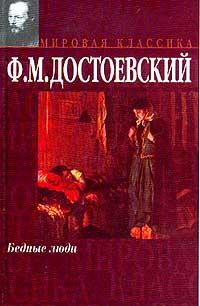 МИРОВАЯ КЛАССИКА
Ф.М.ДОСТОЕВСКИЙ
Бедные люди